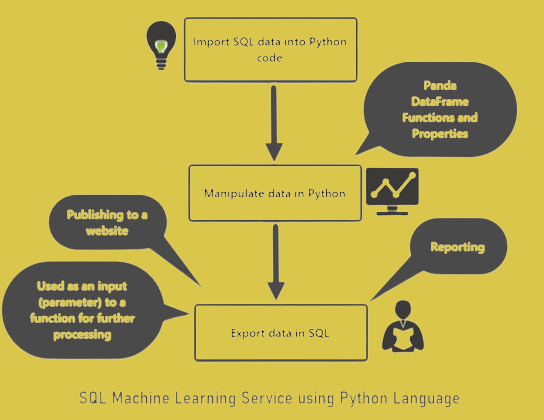 Import SQL data into Python
code
Panda
DataFrame
Functions and
Properties
Manipulate data in Python.
Publishing to a
website
Reporting
Used as an input
(parameter) to a
function for further
processing
Export data in SQL
SQL Machine Learning Service using Python Language